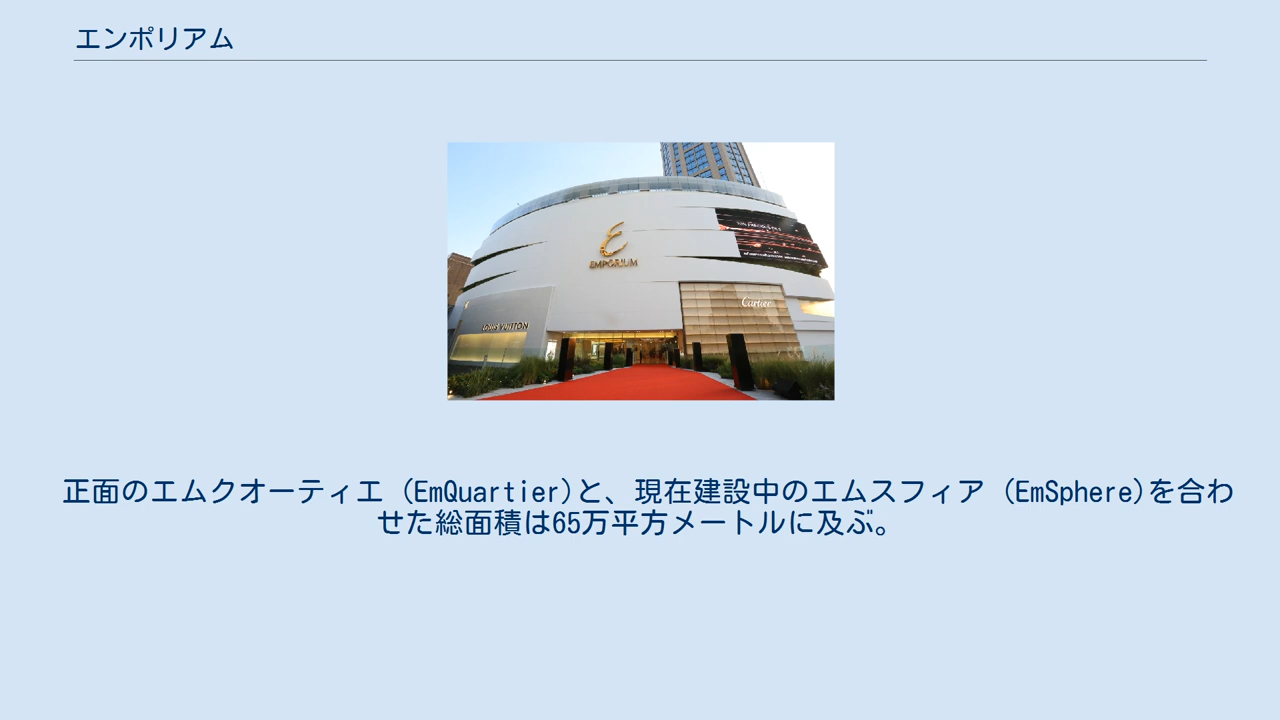 エンポリアム
EMPORIUM
Cartier
LOUIS VUITTON
正面のエムクオーティエ (EmQuartier)と、現在建設中のエムスフィア (EmSphere)を合わ
せた総面積は65万平方メートルに及ぶ。